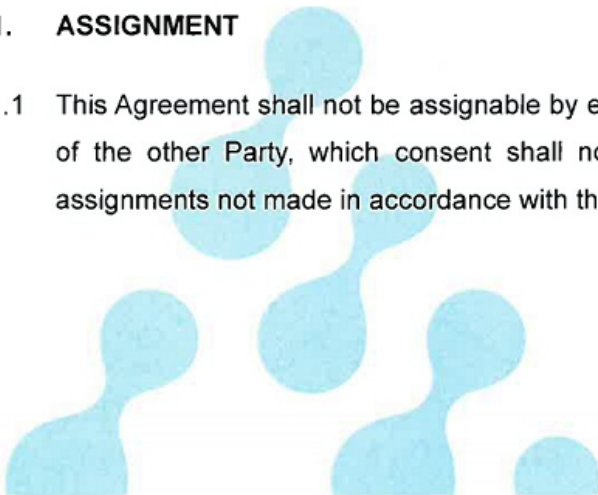 . ASSIGNMENT
.1 This Agreement shall not be assignable by
of the other Party, which consent shall
assignments not made in accordance with